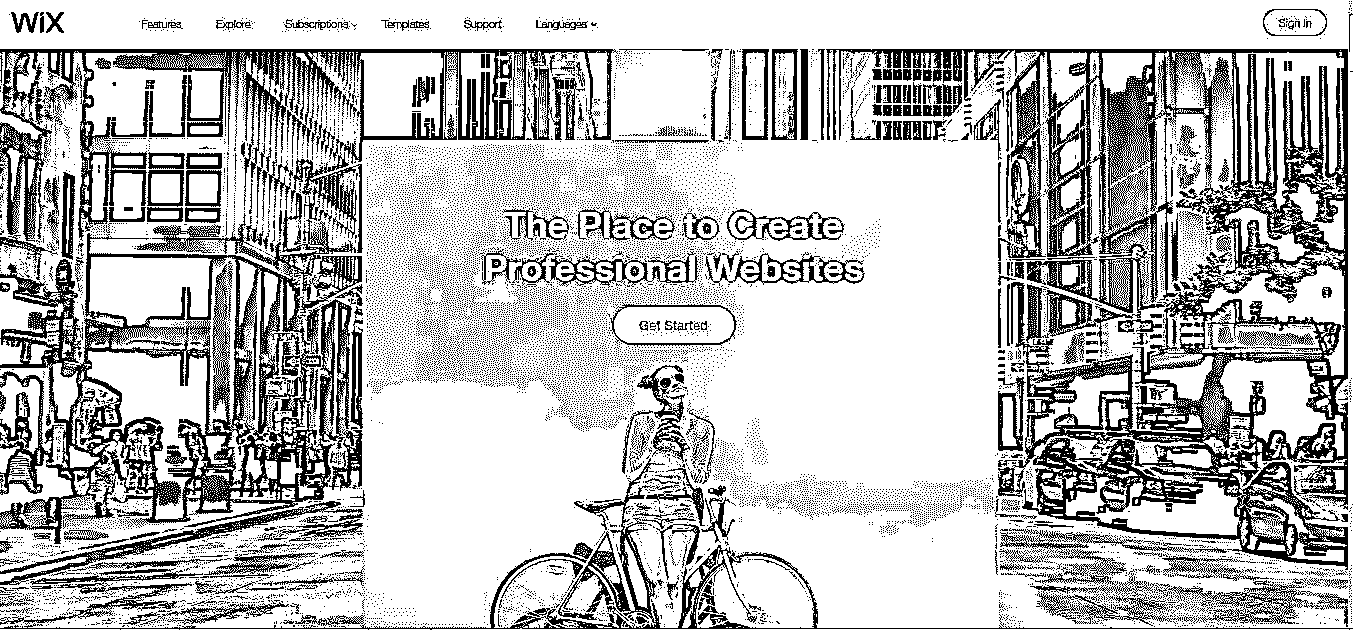 WiX
Features Explore Subscriptions Templates Support Languages
Sign In
The Place to Create
Professional Websites
Get Started